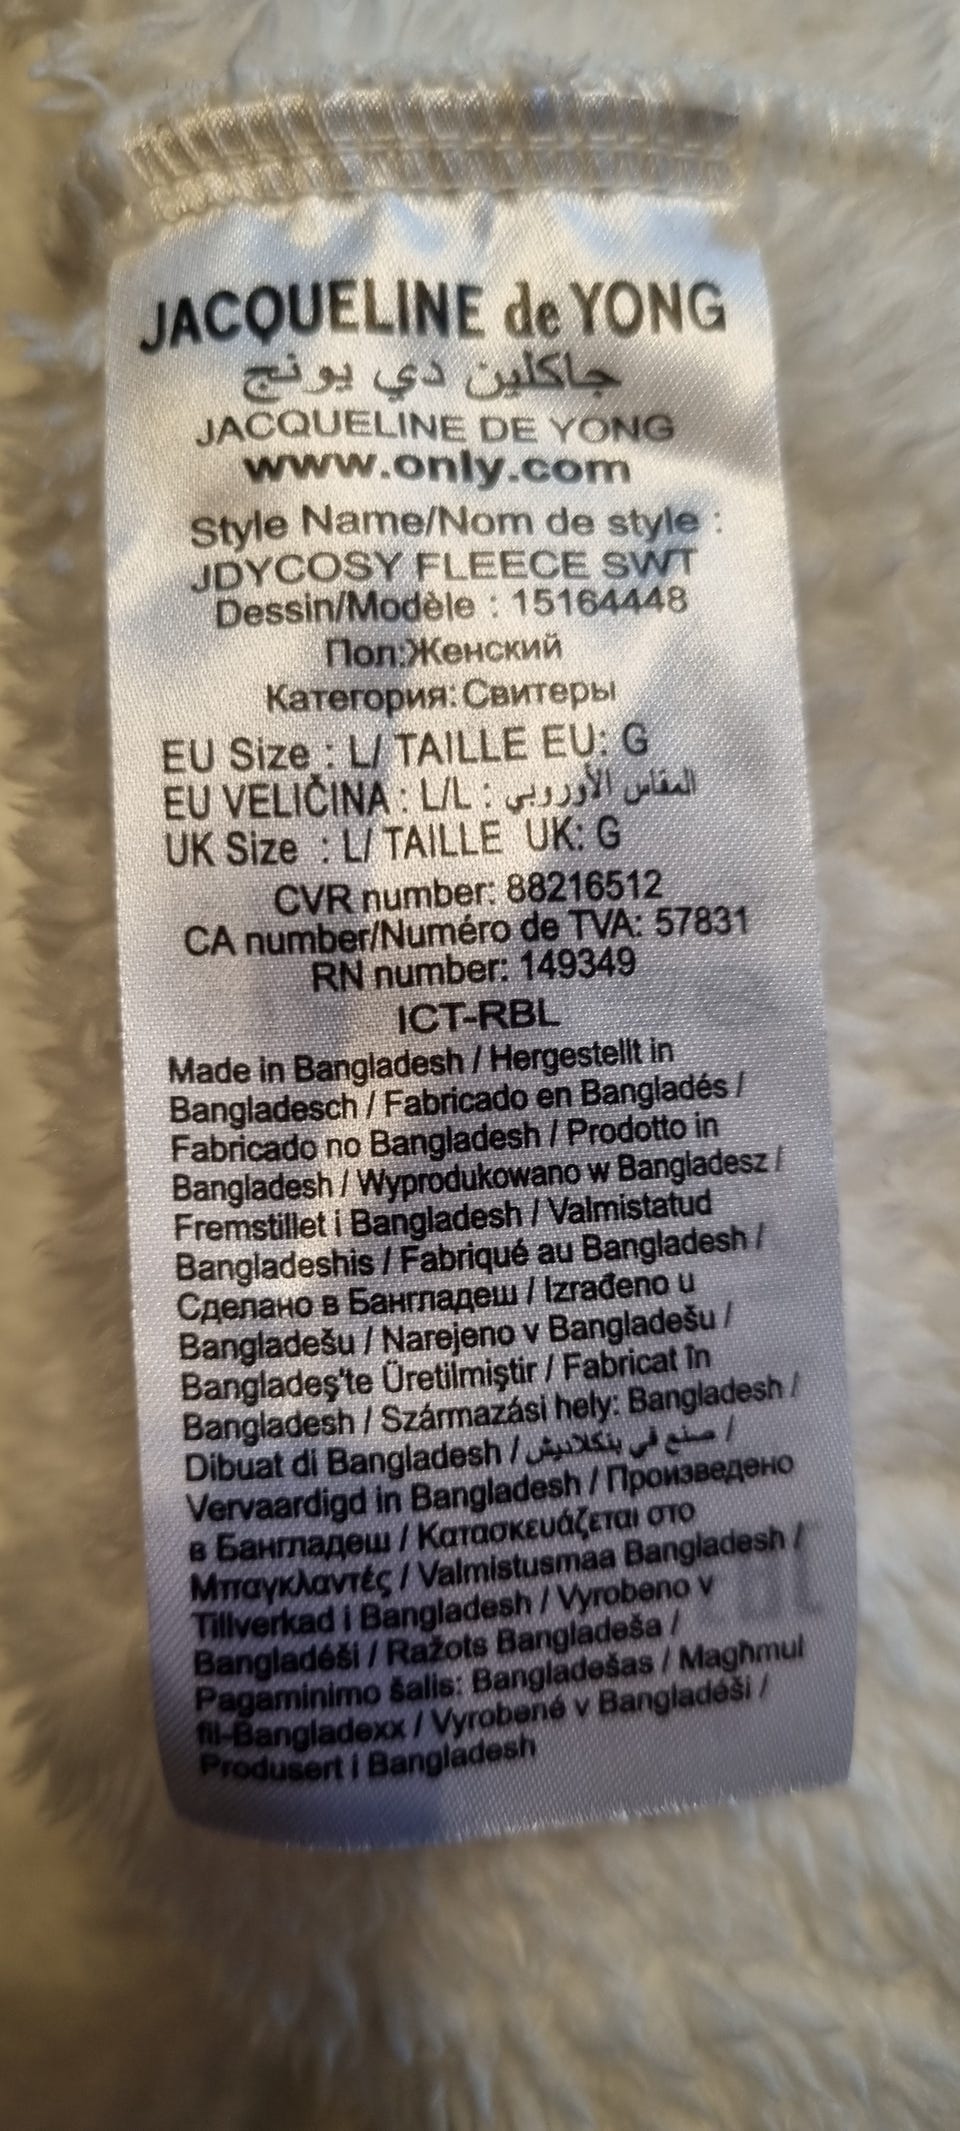 JACQUELINE de YONG
جاكلين دي يونج
JACQUELINE DE YONG
www.only.com
Style Name/Nom de style :
JDYCOSY FLEECE SWT
Dessin/Modèle : 15164448
Пол:Женский
Категория:Свитеры
EU Size : L/ TAILLE EU: G
EU VELIČINA : L/L : المقاس الأوروبي
UK Size : L/ TAILLE UK: G
CVR number: 88216512
CA number/Numéro de TVA: 57831
RN number: 149349
ICT-RBL
Made in Bangladesh / Hergestellt in
Bangladesch / Fabricado en Bangladés /
Fabricado no Bangladesh / Prodotto in
Bangladesh / Wyprodukowano w Bangladesz /
Fremstillet i Bangladesh / Valmistatud
Bangladeshis / Fabriqué au Bangladesh /
Сделано в Бангладеш / Izrađeno u
Bangladešu / Narejeno v Bangladešu /
Bangladeş'te Üretilmiştir / Fabricat în
Bangladesh / Származási hely: Bangladesh /
Dibuat di Bangladesh / صنع في بنكلاديش /
Vervaardigd in Bangladesh / Произведено
в Бангладеш / Κατασκευάζεται στο
Μπαγκλαντές / Valmistusmaa Bangladesh /
Tillverkad i Bangladesh / Vyrobeno v
Bangladéši / Ražots Bangladeša /
Pagaminimo šalis: Bangladešas / Magħmul
fil-Bangladexx / Vyrobené v Bangladéši /
Produsert i Bangladesh